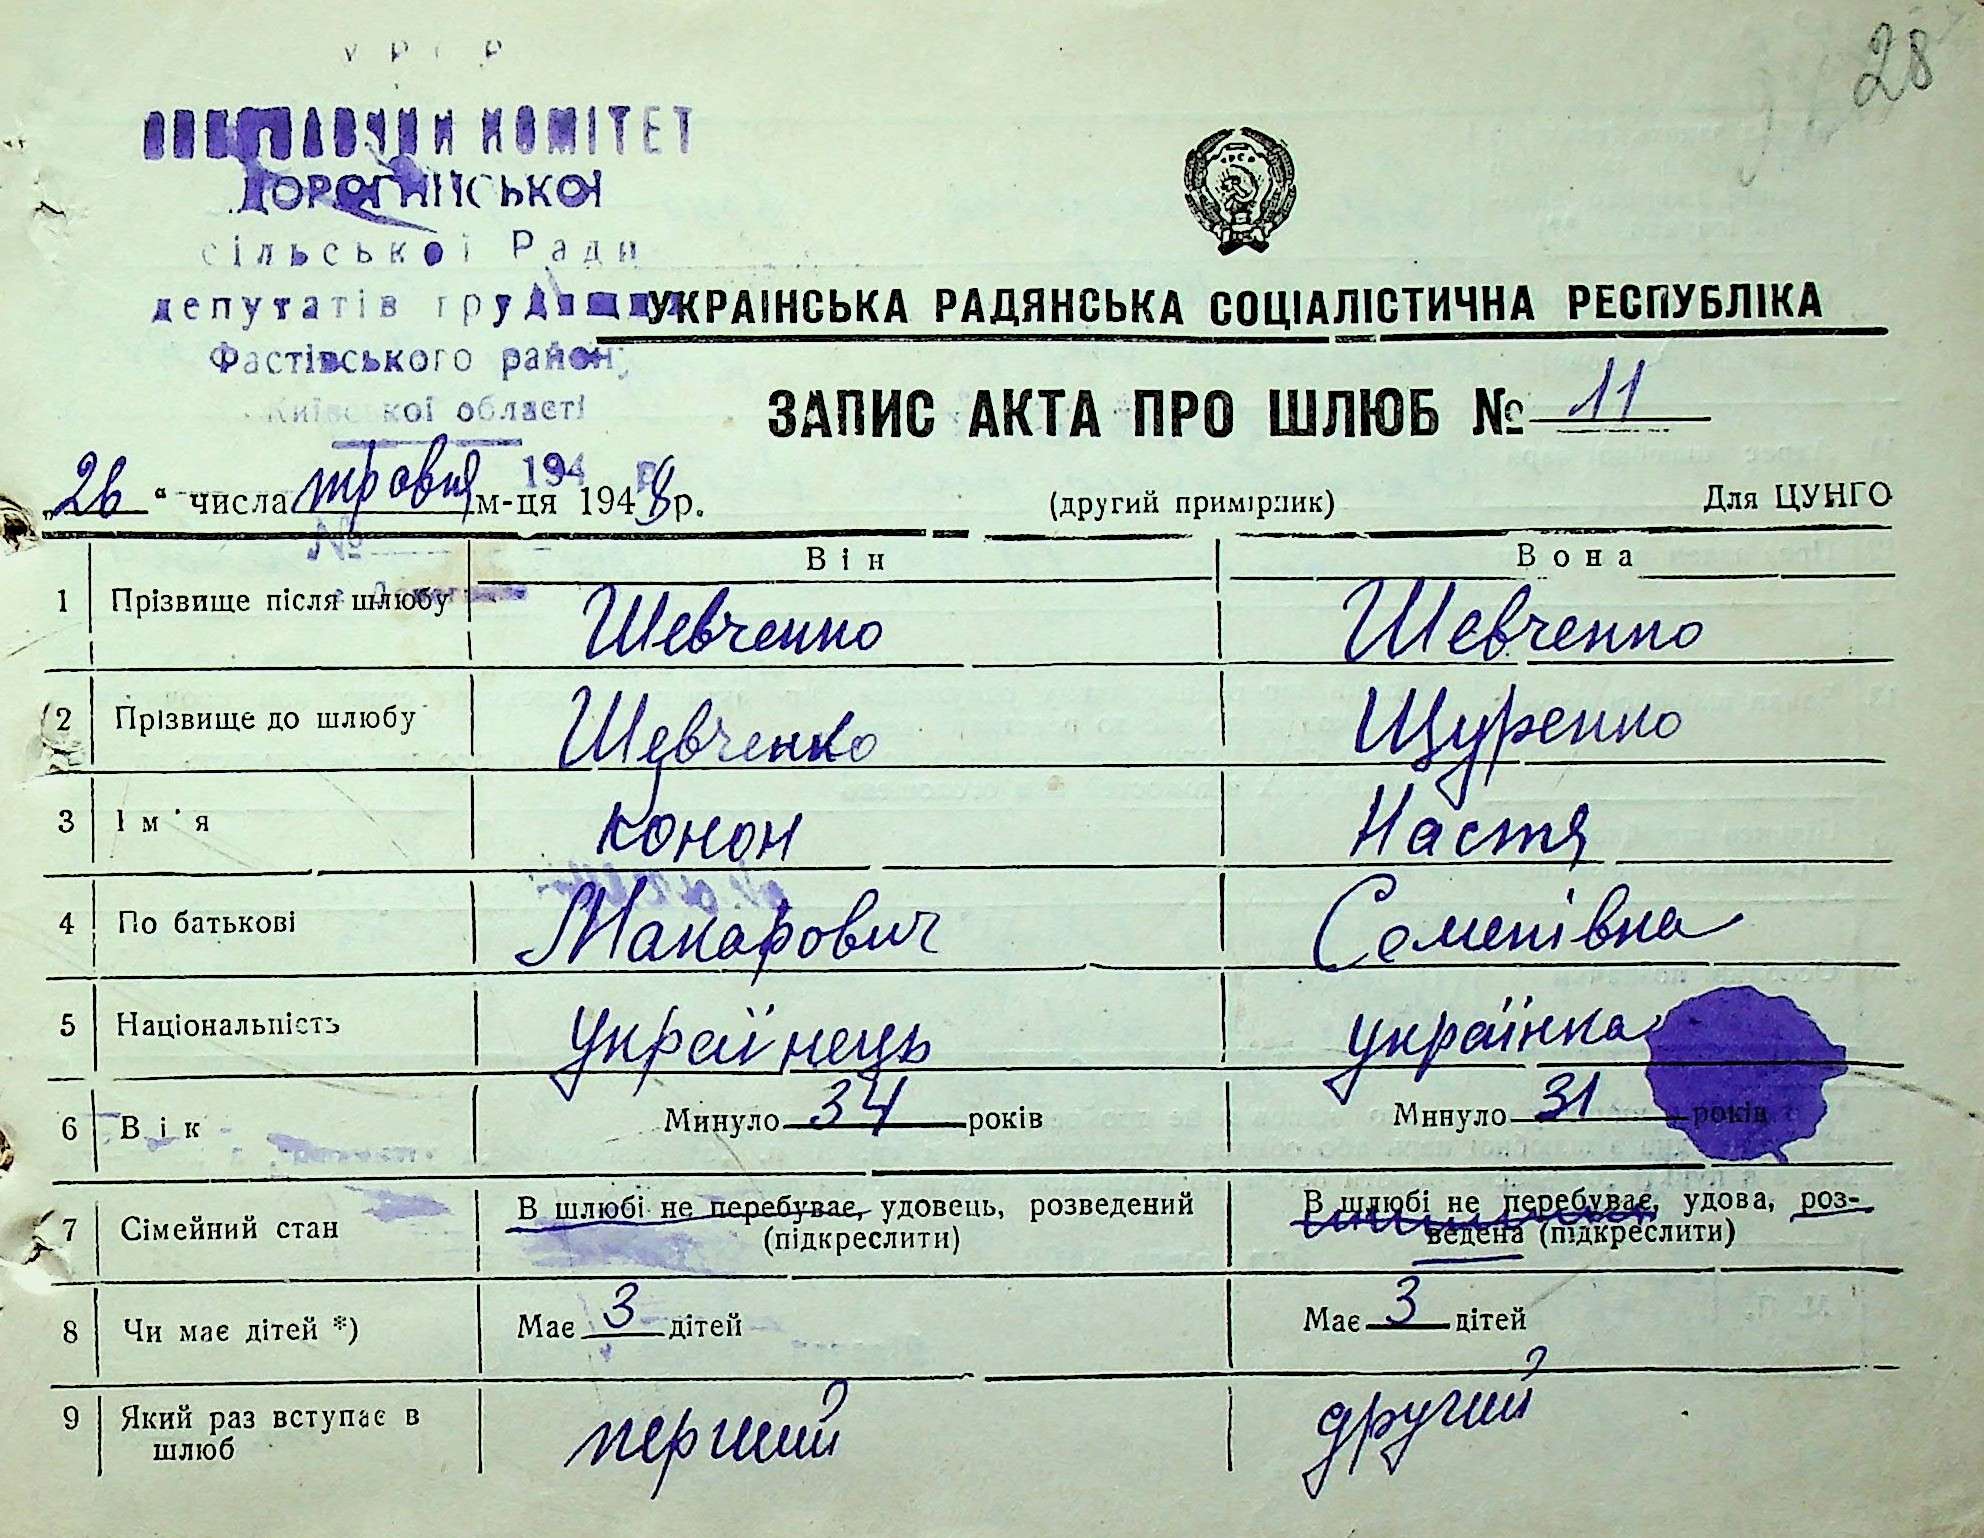 28
УРСР
ВИКОНАВЧИЙ КОМІТЕТ
ДОРОГИНСЬКОЇ
сільської Ради
депутатів трудящих
Фастівського району
Київської області
194 р.
№
УКРАЇНСЬКА РАДЯНСЬКА СОЦІАЛІСТИЧНА РЕСПУБЛІКА
ЗАПИС АКТА ПРО ШЛЮБ № 11
„26“ числа травня м-ця 1948 р. (другий примірник) Для ЦУНГО
Він Вона
1 Прізвище після шлюбу Шевченко Шевченко
2 Прізвище до шлюбу Шевченко Щуренко
3 Ім'я Конон Настя
4 По батькові Макарович Семенівна
5 Національність українець українка
6 Вік Минуло 34 років Минуло 31 років
7 Сімейний стан В шлюбі не перебуває, удовець, розведений (підкреслити) В шлюбі не перебуває, удова, роз-
ведена (підкреслити)
8 Чи має дітей *) Має 3 дітей Має 3 дітей
9 Який раз вступає в
шлюб перший другий